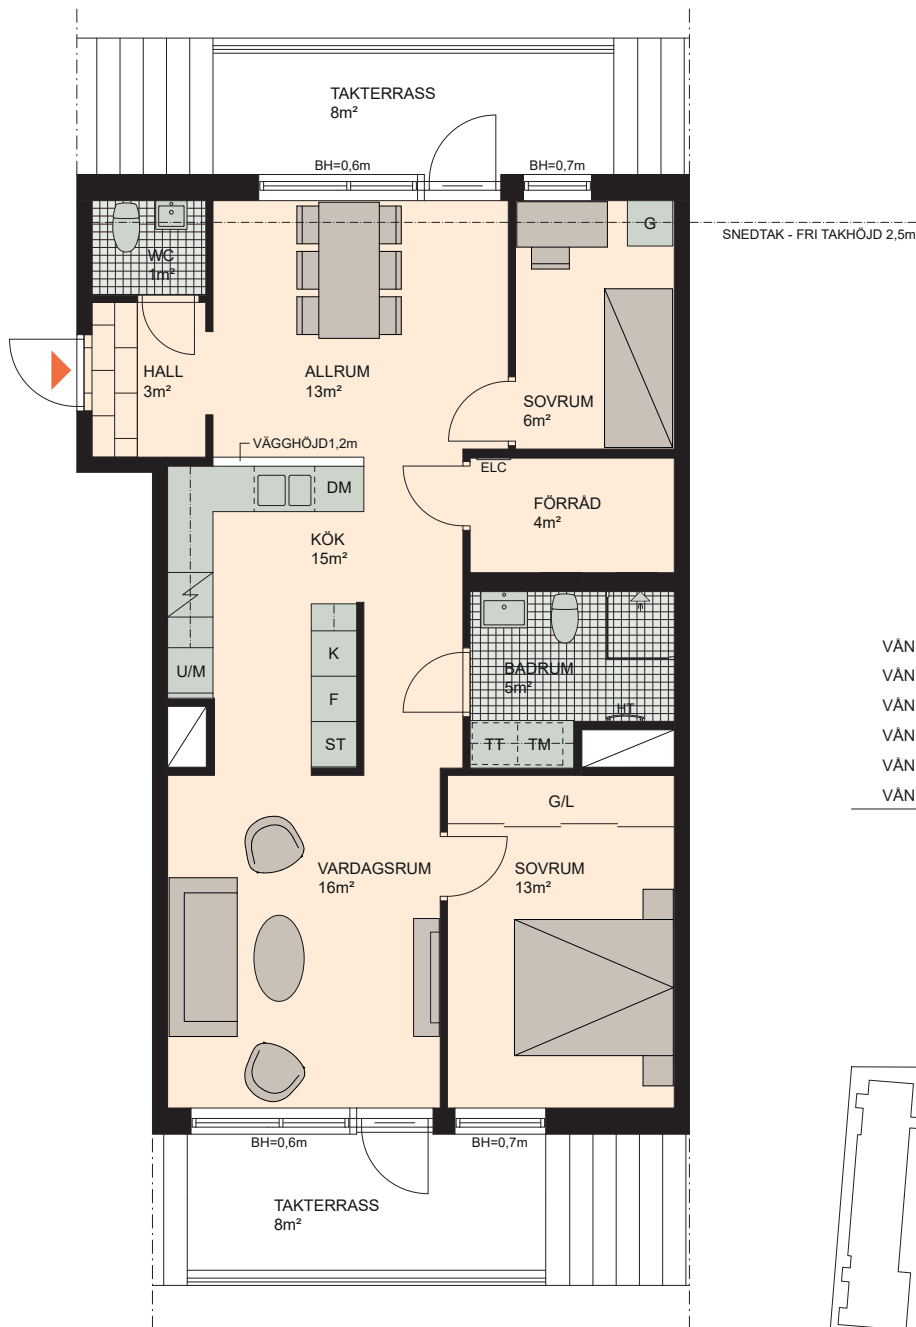 TAKTERRASS
8m²
BH=0,6m
BH=0,7m
G
SNEDTAK - FRI TAKHÖJD 2,5m
WC
1m²
HALL
3m²
ALLRUM
13m²
SOVRUM
6m²
VÄGGHÖJD1,2m
ELC
DM
FÖRRÅD
4m²
KÖK
15m²
K
U/M
BADRUM
5m²
F
HT
ST
TT
TM
VÅN
VÅN
VÅN
VÅN
VÅN
VÅN
G/L
VARDAGSRUM
16m²
SOVRUM
13m²
BH=0,6m
BH=0,7m
TAKTERRASS
8m²